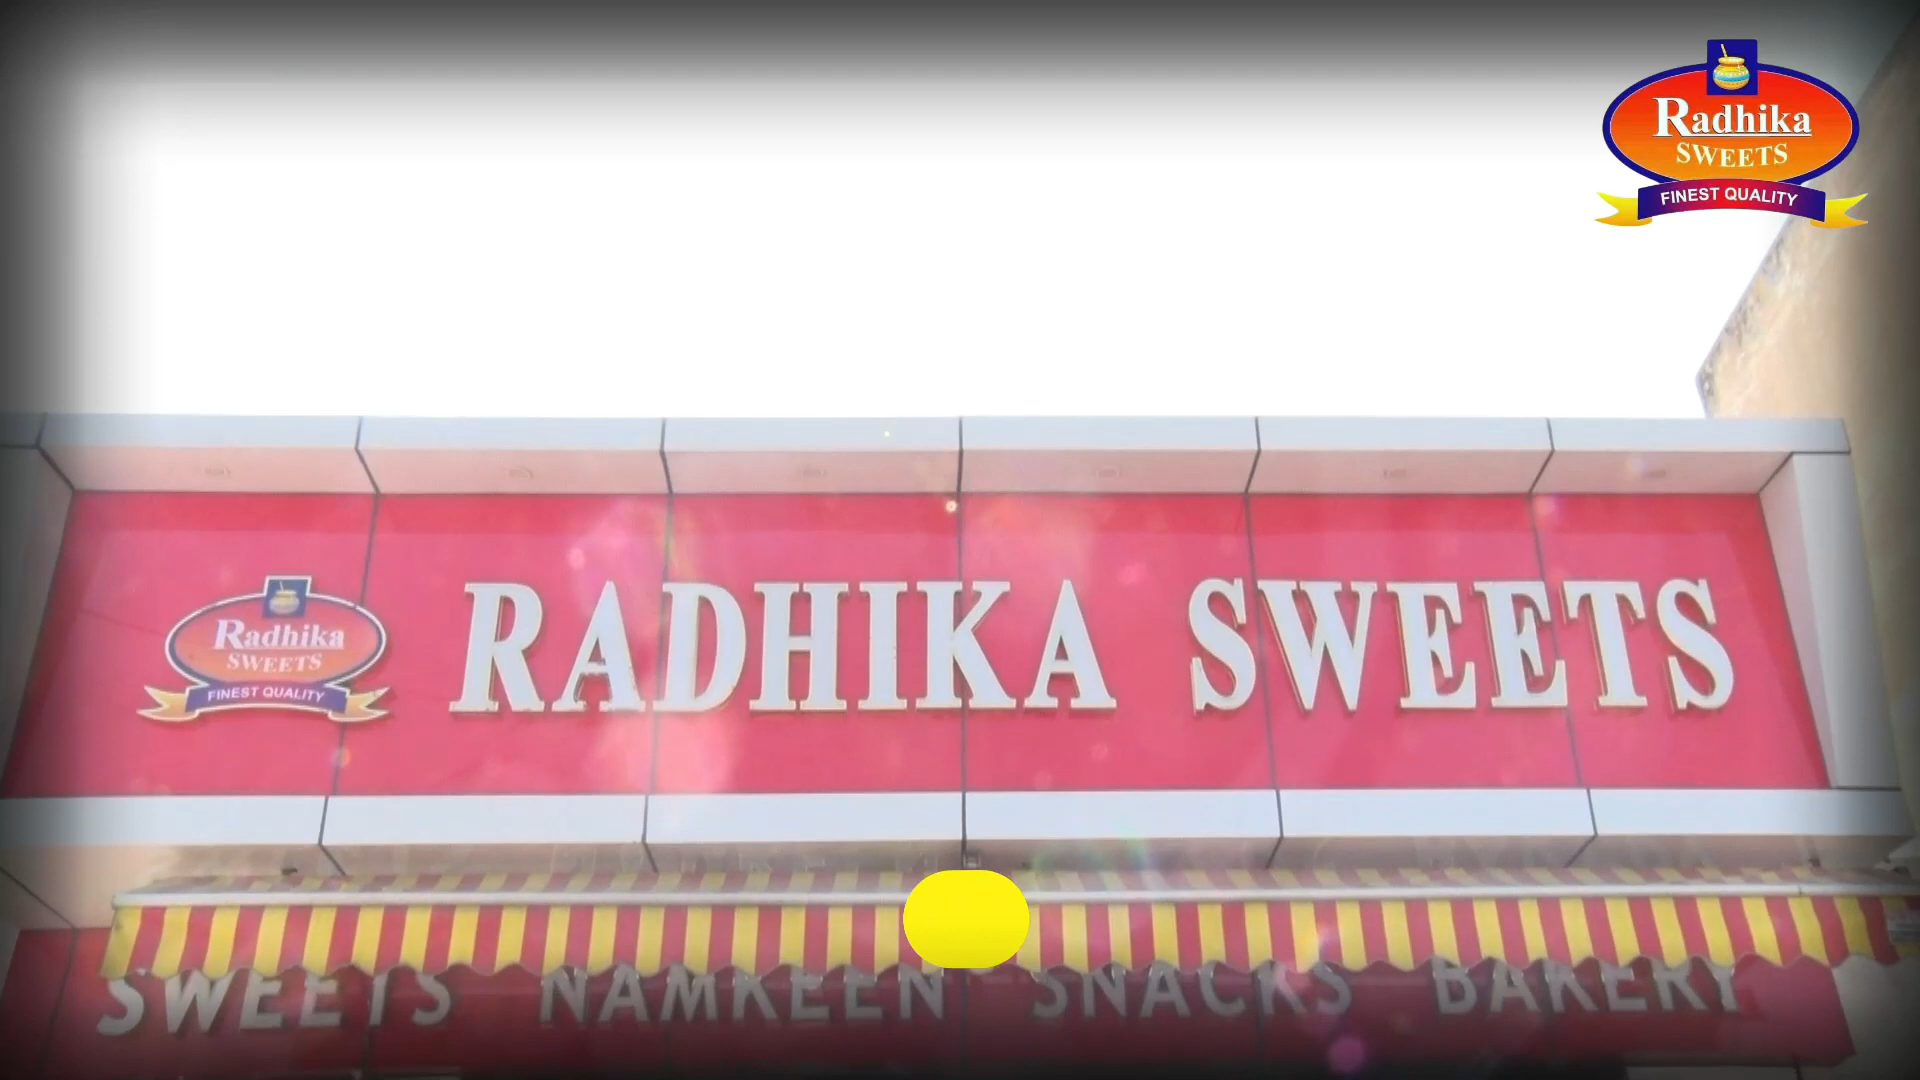 Radhika
SWEETS
FINEST QUALITY
Radhika
SWEETS
FINEST QUALITY
RADHIKA SWEETS
SWEETS NAMKEEN SNACKS BAKERY